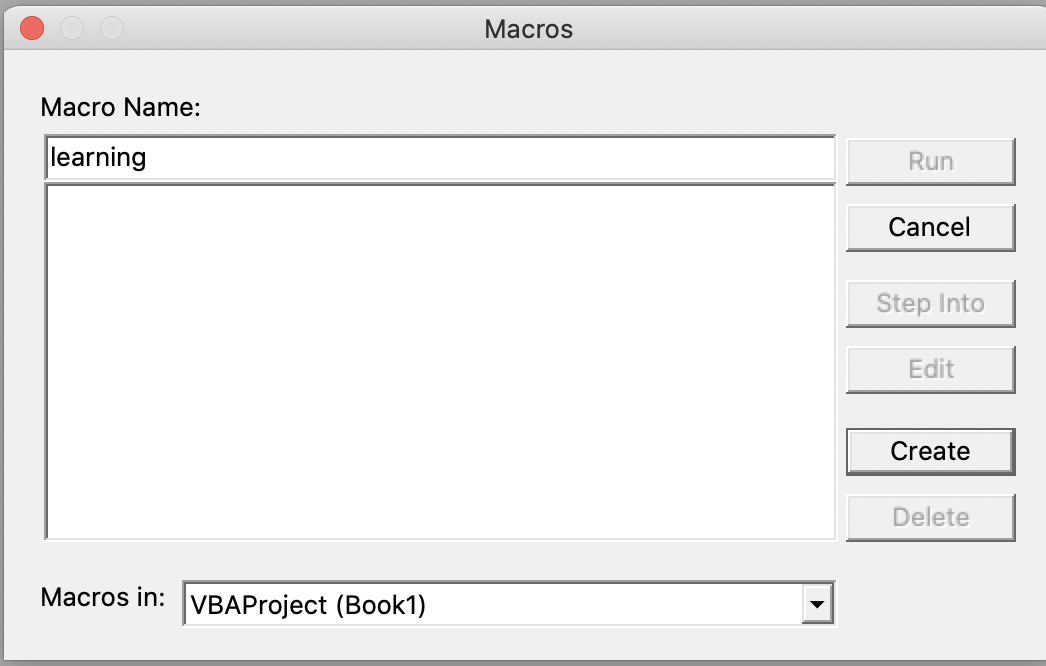 Macros
Macro Name:
learning
Run
Cancel
Step Into
Edit
Create
Delete
Macros in:
VBAProject (Book1)